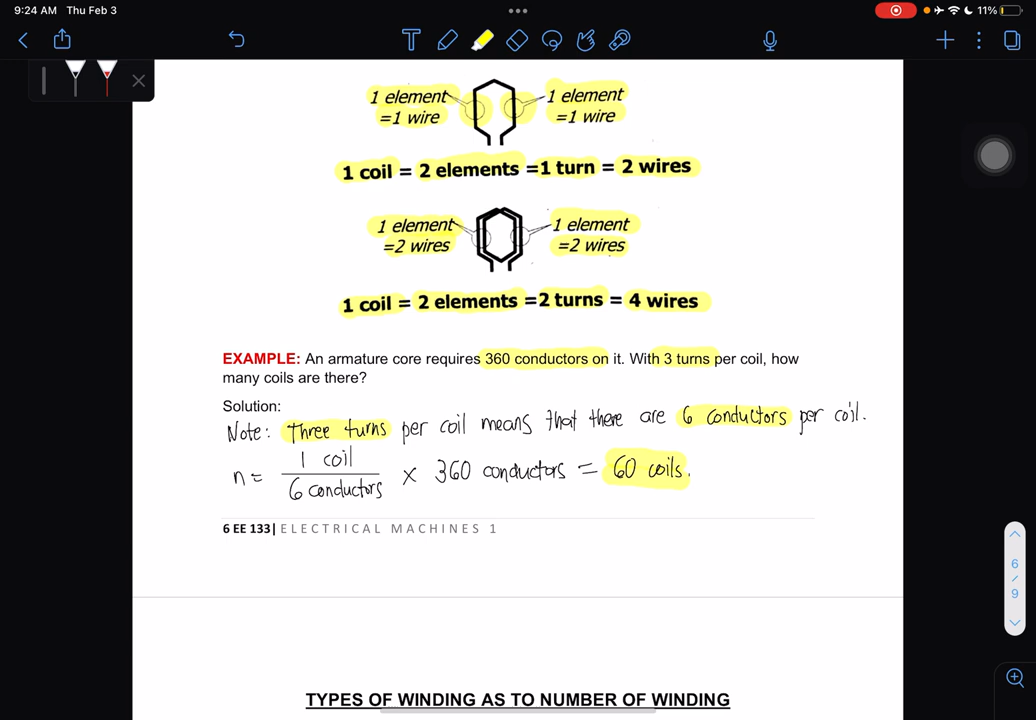 9:24 AM Thu Feb 3
11%
1 element
=1 wire
1 element
=1 wire
1 coil = 2 elements =1 turn = 2 wires
1 element
=2 wires
1 element
=2 wires
1 coil = 2 elements =2 turns = 4 wires
EXAMPLE: An armature core requires 360 conductors on it. With 3 turns per coil, how
many coils are there?
Solution:
Note: Three turns per coil means that there are 6 conductors per coil.
n = 1 coil / 6 conductors × 360 conductors = 60 coils.
6 EE 133| ELECTRICAL MACHINES 1
6
/
9
TYPES OF WINDING AS TO NUMBER OF WINDING